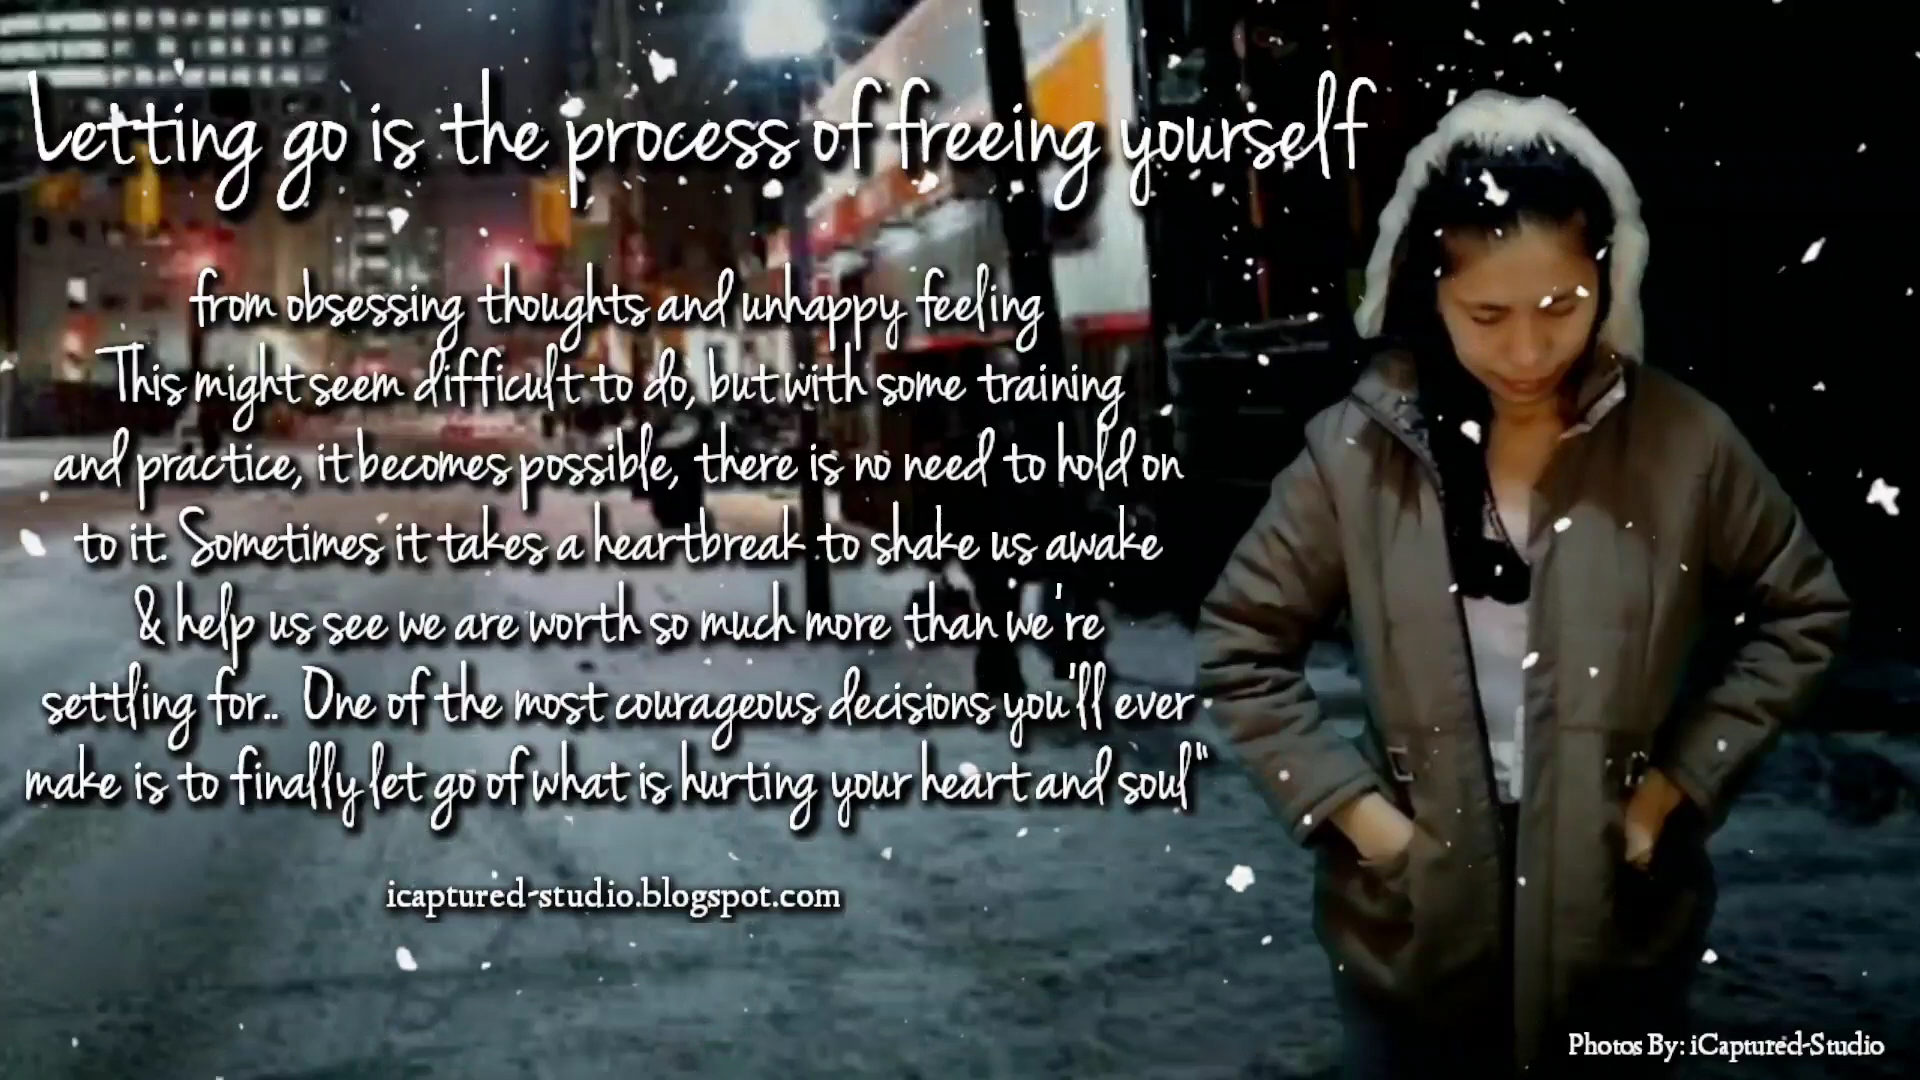 Letting go is the process of freeing yourself
from obsessing thoughts and unhappy feeling
This might seem difficult to do, but with some training
and practice, it becomes possible, there is no need to hold on
to it. Sometimes it takes a heartbreak to shake us awake
& help us see we are worth so much more than we're
settling for.. One of the most courageous decisions you'll ever
make is to finally let go of what is hurting your heart and soul"
icaptured-studio.blogspot.com
Photos By: iCaptured-Studio